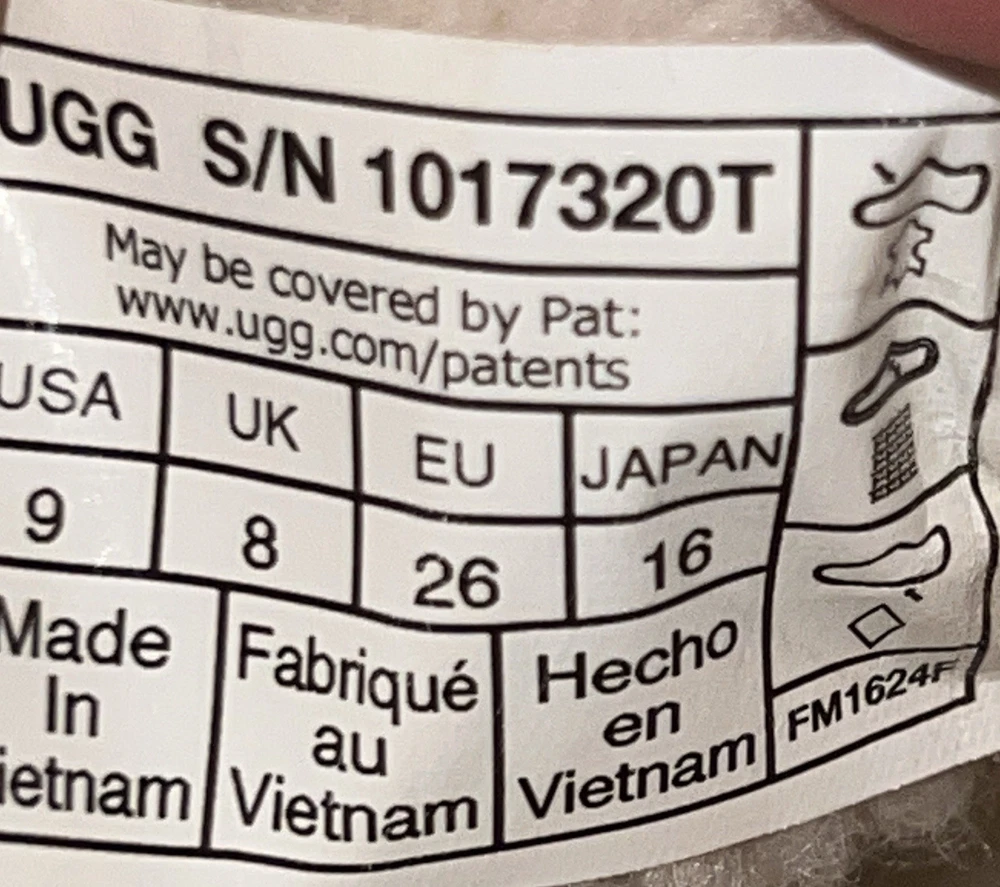 UGG S/N 1017320T
May be covered by Pat:
www.ugg.com/patents
USA UK EU JAPAN
9 8 26 16
Made
In
ietnam
Fabriqué
au
Vietnam
Hecho
en
Vietnam
FM1624F